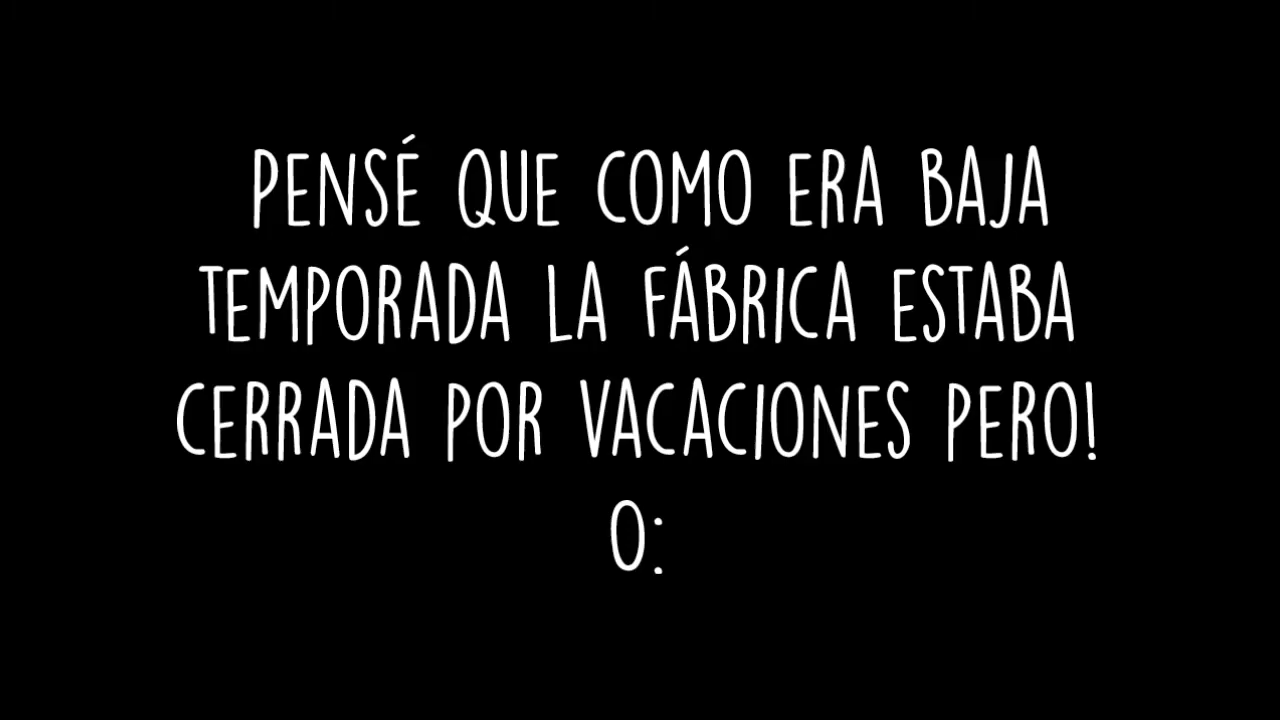 PENSÉ QUE COMO ERA BAJA
TEMPORADA LA FÁBRICA ESTABA
CERRADA POR VACACIONES PERO!
O: